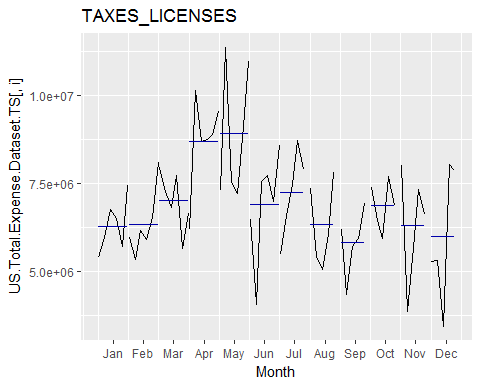 TAXES_LICENSES
US.Total.Expense.Dataset.TS[, i]
1.0e+07
7.5e+06
5.0e+06
Jan Feb Mar Apr May Jun Jul Aug Sep Oct Nov Dec
Month